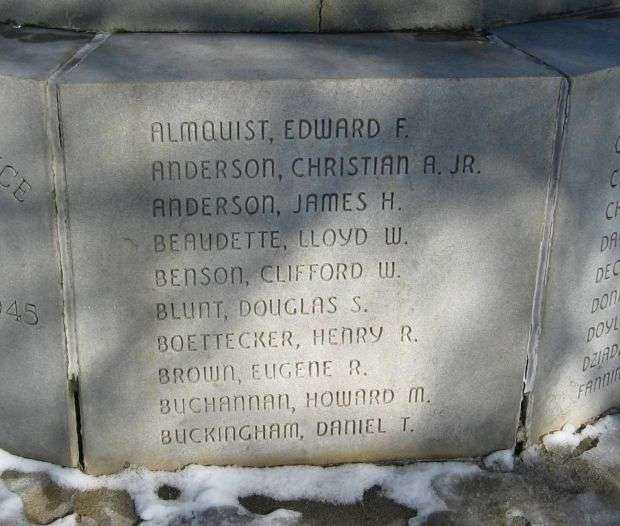 ALMQUIST, EDWARD F.
ANDERSON, CHRISTIAN A. JR.
ANDERSON, JAMES H.
BEAUDETTE, LLOYD W.
BENSON, CLIFFORD W.
BLUNT, DOUGLAS S.
BOETTECKER, HENRY R.
BROWN, EUGENE R.
BUCHANNAN, HOWARD M.
BUCKINGHAM, DANIEL T.